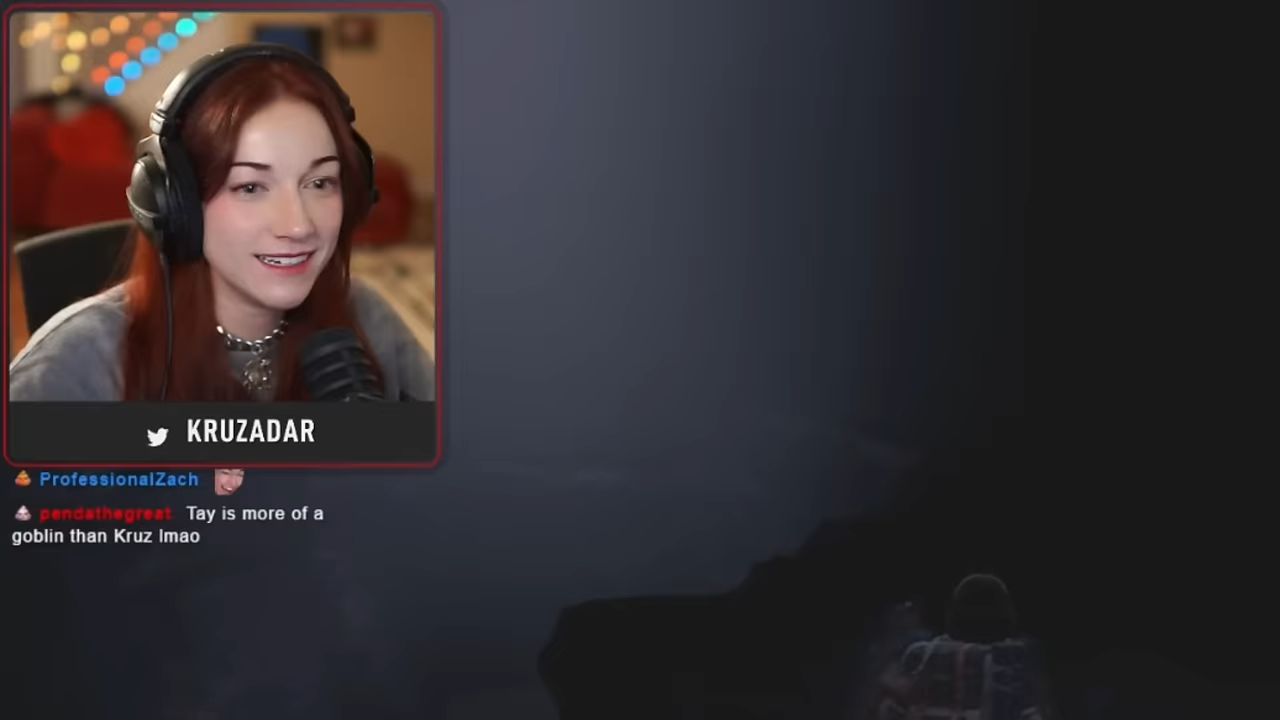 KRUZADAR
ProfessionalZach
pendathegreat Tay is more of a
goblin than Kruz lmao